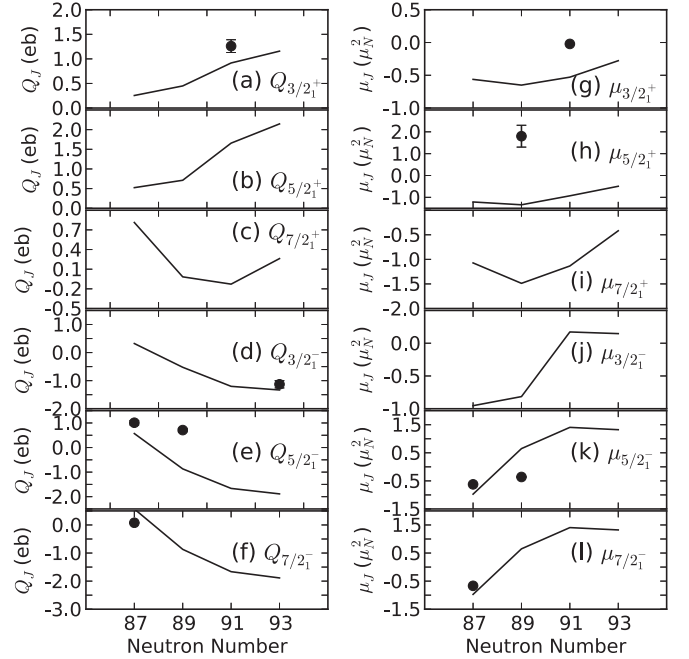 2.0
1.5
1.0
0.5
0.0
Q_J (eb)
(a) Q_{3/2_1^+}
2.0
1.5
1.0
0.5
0.0
Q_J (eb)
(b) Q_{5/2_1^+}
0.7
0.4
0.1
-0.2
-0.5
Q_J (eb)
(c) Q_{7/2_1^+}
1.0
0.0
-1.0
-2.0
Q_J (eb)
(d) Q_{3/2_1^-}
1.0
0.0
-1.0
-2.0
Q_J (eb)
(e) Q_{5/2_1^-}
0.0
-1.0
-2.0
-3.0
Q_J (eb)
(f) Q_{7/2_1^-}
87 89 91 93
Neutron Number
0.5
0.0
-0.5
-1.0
μ_J (μ_N^2)
(g) μ_{3/2_1^+}
2.0
1.0
0.0
-1.0
μ_J (μ_N^2)
(h) μ_{5/2_1^+}
-0.5
-1.0
-1.5
-2.0
μ_J (μ_N^2)
(i) μ_{7/2_1^+}
0.0
-0.5
-1.0
μ_J (μ_N^2)
(j) μ_{3/2_1^-}
1.5
0.5
-0.5
-1.5
μ_J (μ_N^2)
(k) μ_{5/2_1^-}
1.5
0.5
-0.5
-1.5
μ_J (μ_N^2)
(l) μ_{7/2_1^-}
87 89 91 93
Neutron Number